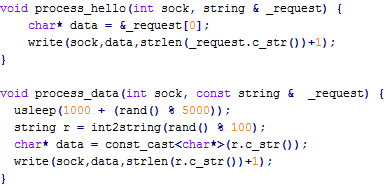 void process_hello(int sock, string & _request) {
    char* data = &_request[0];
    write(sock,data,strlen(_request.c_str())+1);
}

void process_data(int sock, const string &  _request) {
  usleep(1000 + (rand() % 5000));
  string r = int2string(rand() % 100);
  char* data = const_cast<char*>(r.c_str());
  write(sock,data,strlen(r.c_str())+1);
}